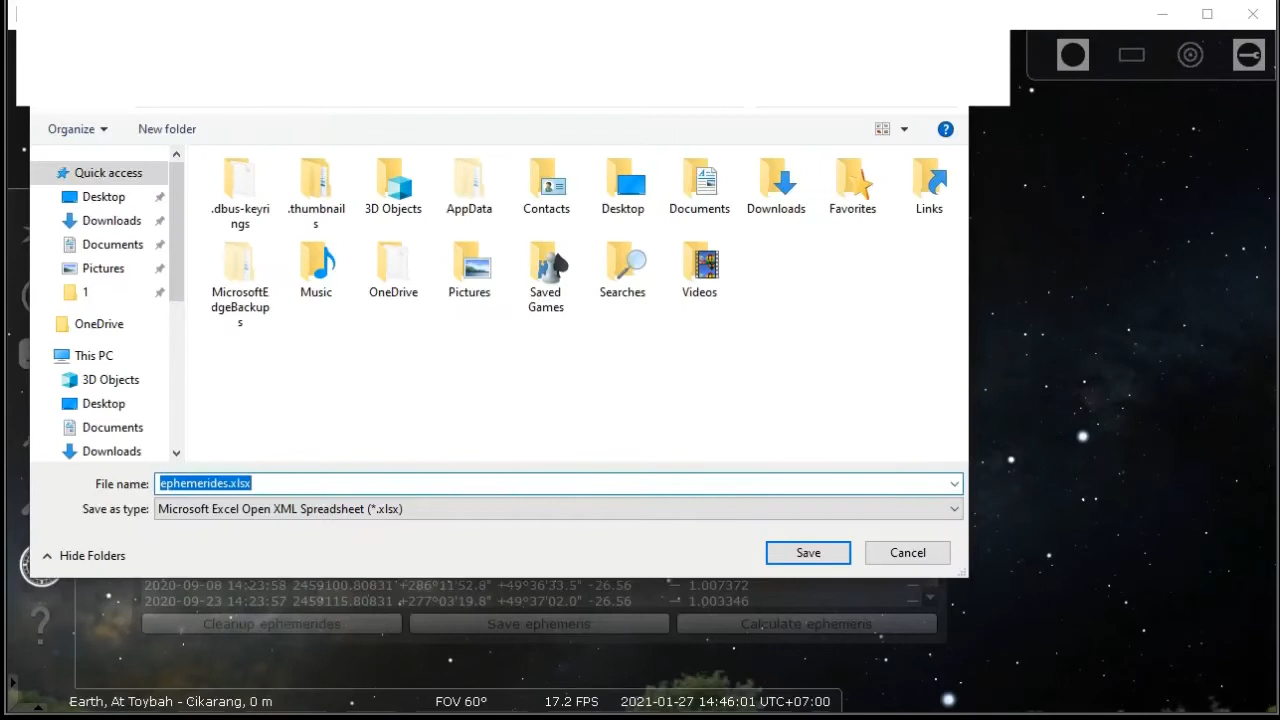 Organize
New folder
Quick access
Desktop
Downloads
Documents
Pictures
1
OneDrive
This PC
3D Objects
Desktop
Documents
Downloads
.dbus-keyri
ngs
.thumbnail
s
3D Objects
AppData
Contacts
Desktop
Documents
Downloads
Favorites
Links
MicrosoftE
dgeBackup
s
Music
OneDrive
Pictures
Saved
Games
Searches
Videos
File name: ephemerides.xlsx
Save as type: Microsoft Excel Open XML Spreadsheet (*.xlsx)
Hide Folders
Save
Cancel
2020-09-08 14:23:58 2459100.80831 +286°11'52.8" +49°36'33.5" -26.56 — 1.007372 —
2020-09-23 14:23:57 2459115.80831 +277°03'19.8" +49°37'02.0" -26.56 — 1.003346 —
Cleanup ephemerides
Save ephemeris
Calculate ephemeris
Earth, At Toybah - Cikarang, 0 m
FOV 60°
17.2 FPS
2021-01-27 14:46:01 UTC+07:00